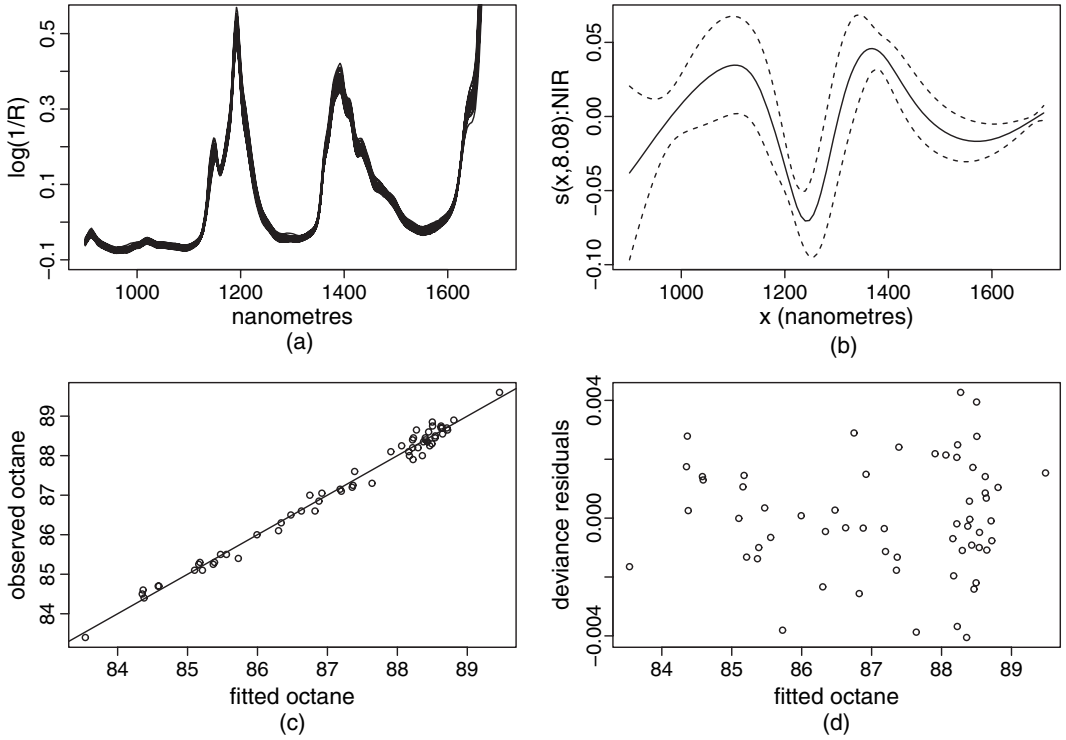 log(1/R)
0.5
0.3
0.1
−0.1
1000 1200 1400 1600
nanometres
(a)
s(x,8.08):NIR
0.05
0.00
−0.05
−0.10
1000 1200 1400 1600
x (nanometres)
(b)
observed octane
89
88
87
86
85
84
84 85 86 87 88 89
fitted octane
(c)
deviance residuals
0.004
0.000
−0.004
84 85 86 87 88 89
fitted octane
(d)